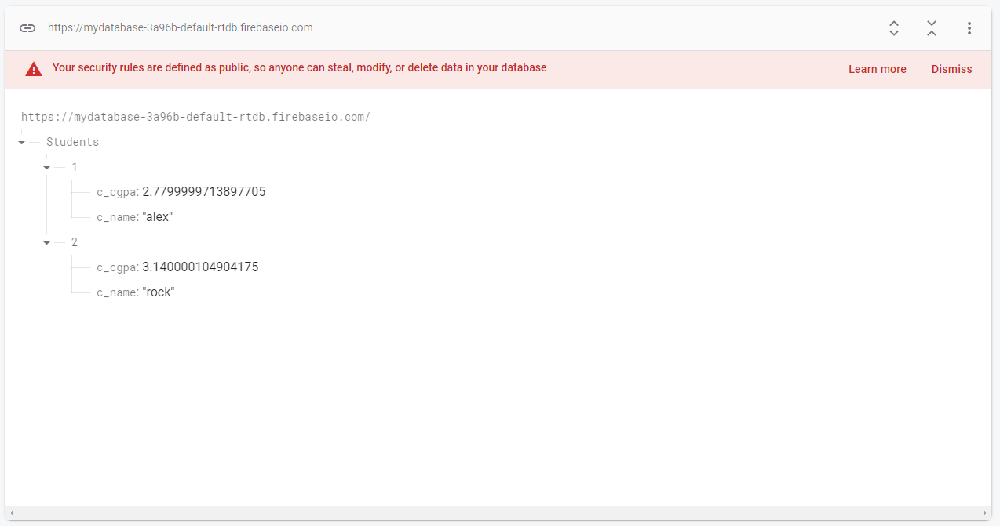 https://mydatabase-3a96b-default-rtdb.firebaseio.com
Your security rules are defined as public, so anyone can steal, modify, or delete data in your database Learn more Dismiss
https://mydatabase-3a96b-default-rtdb.firebaseio.com/
Students
1
c_cgpa: 2.7799999713897705
c_name: "alex"
2
c_cgpa: 3.140000104904175
c_name: "rock"